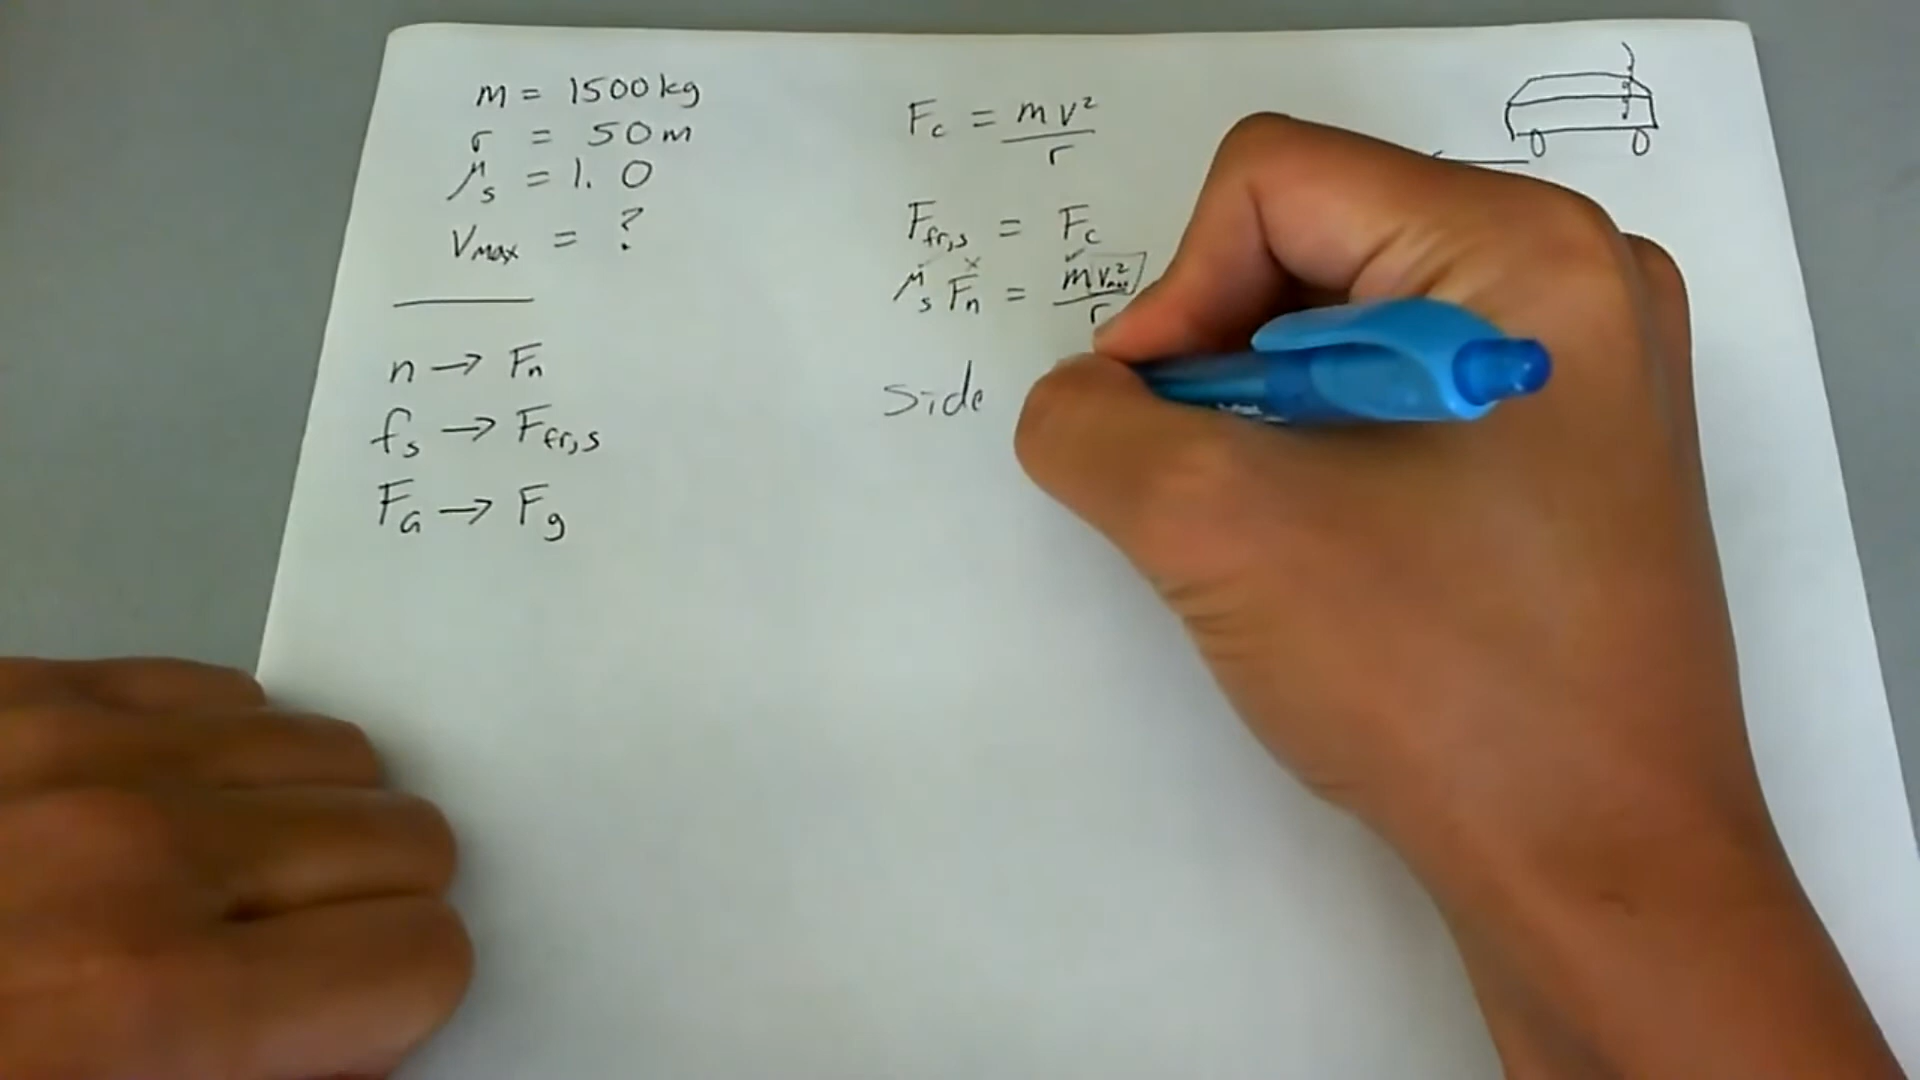 m = 1500 kg
r = 50 m
μs = 1.0
Vmax = ?
n → Fn
fs → Ffr,s
FG → Fg
Fc = mv²/r
Ffr,s = Fc
μs Fn = mvmax²/r
Side